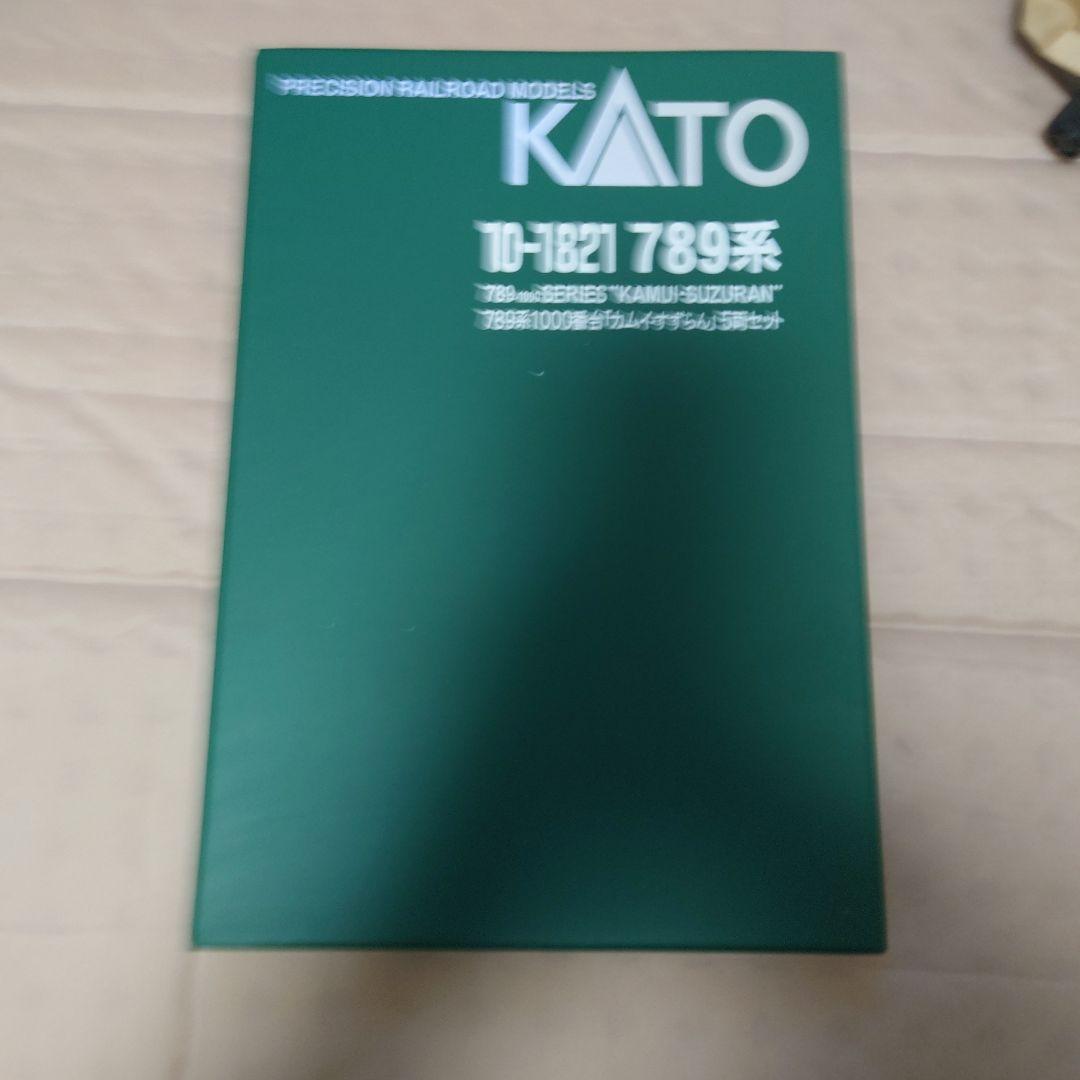 PRECISION RAILROAD MODELS
KATO
10-1821 789系
789-1000 SERIES "KAMUI·SUZURAN"
789系1000番台「カムイ・すずらん」 5両セット